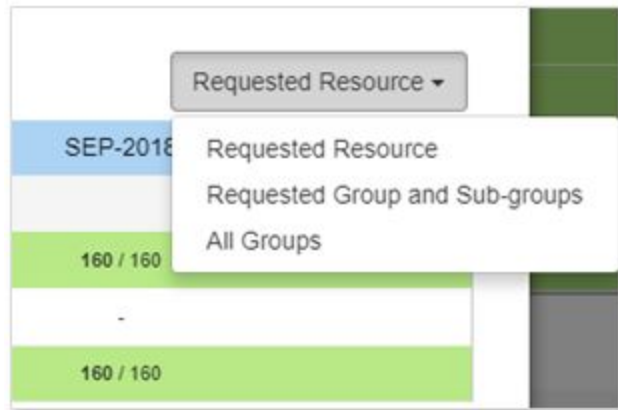 Requested Resource
SEP-2018
Requested Resource
Requested Group and Sub-groups
All Groups
160 / 160
-
160 / 160